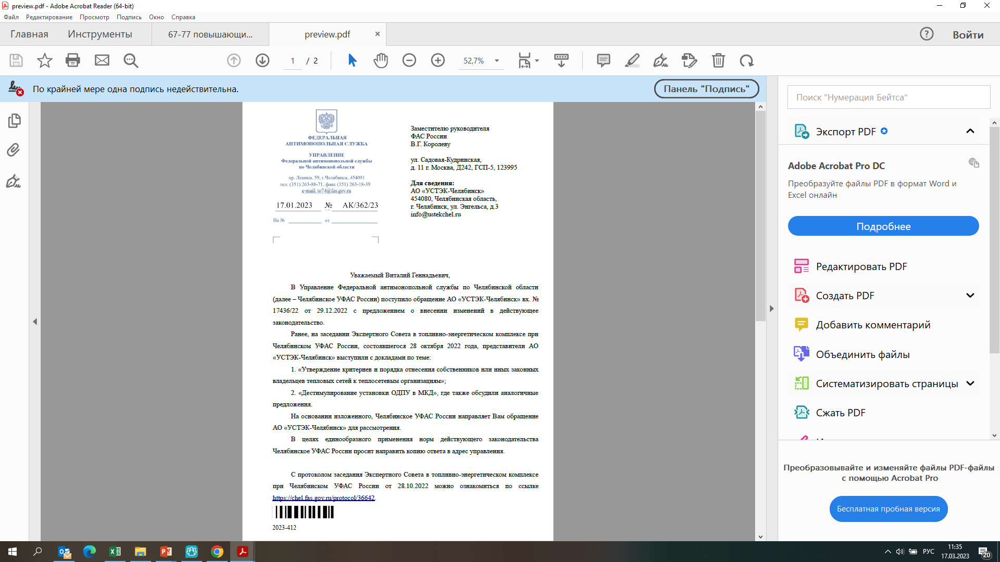 preview.pdf - Adobe Acrobat Reader (64-bit)
Файл Редактирование Просмотр Подпись Окно Справка
Главная Инструменты 67-77 повышающи... preview.pdf Войти
1 / 2 52,7%
По крайней мере одна подпись недействительна. Панель "Подпись"
ФЕДЕРАЛЬНАЯ
АНТИМОНОПОЛЬНАЯ СЛУЖБА
УПРАВЛЕНИЕ
Федеральной антимонопольной службы
по Челябинской области
пр. Ленина, 59, г.Челябинск, 454091
тел. (351) 263-88-71, факс (351) 263-18-39
e-mail: to74@fas.gov.ru
17.01.2023 № АК/362/23
На № от
Заместителю руководителя
ФАС России
В.Г. Королеву
ул. Садовая-Кудринская,
д. 11 г. Москва, Д242, ГСП-5, 123995
Для сведения:
АО «УСТЭК-Челябинск»
454080, Челябинская область,
г. Челябинск, ул. Энгельса, д.3
info@ustekchel.ru
Уважаемый Виталий Геннадьевич,
В Управление Федеральной антимонопольной службы по Челябинской области
(далее – Челябинское УФАС России) поступило обращение АО «УСТЭК-Челябинск» вх. №
17436/22 от 29.12.2022 с предложением о внесении изменений в действующее
законодательство.
Ранее, на заседании Экспертного Совета в топливно-энергетическом комплексе при
Челябинском УФАС России, состоявшегося 28 октября 2022 года, представители АО
«УСТЭК-Челябинск» выступили с докладами по теме:
1. «Утверждение критериев и порядка отнесения собственников или иных законных
владельцев тепловых сетей к теплосетевым организациям»;
2. «Дестимулирование установки ОДПУ в МКД», где также обсудили аналогичные
предложения.
На основании изложенного, Челябинское УФАС России направляет Вам обращение
АО «УСТЭК-Челябинск» для рассмотрения.
В целях единообразного применения норм действующего законодательства
Челябинское УФАС России просит направить копию ответа в адрес управления.
С протоколом заседания Экспертного Совета в топливно-энергетическом комплексе
при Челябинском УФАС России от 28.10.2022 можно ознакомиться по ссылке
https://chel.fas.gov.ru/protocol/36642.
2023-412
Поиск "Нумерация Бейтса"
Экспорт PDF
Adobe Acrobat Pro DC
Преобразуйте файлы PDF в формат Word и
Excel онлайн
Подробнее
Редактировать PDF
Создать PDF
Добавить комментарий
Объединить файлы
Систематизировать страницы
Сжать PDF
Преобразовывайте и изменяйте файлы PDF-файлы
с помощью Acrobat Pro
Бесплатная пробная версия
РУС
11:35
17.03.2023
20